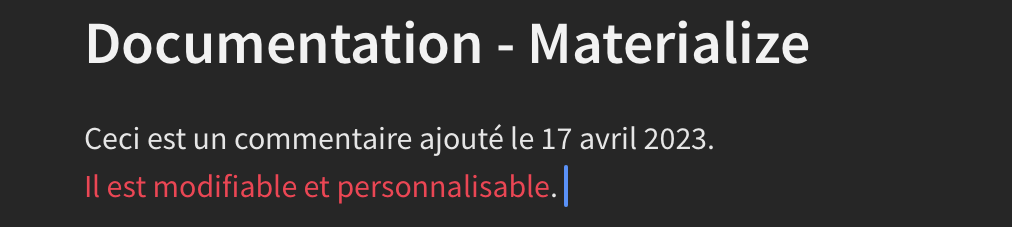 Documentation - Materialize
Ceci est un commentaire ajouté le 17 avril 2023.
Il est modifiable et personnalisable.